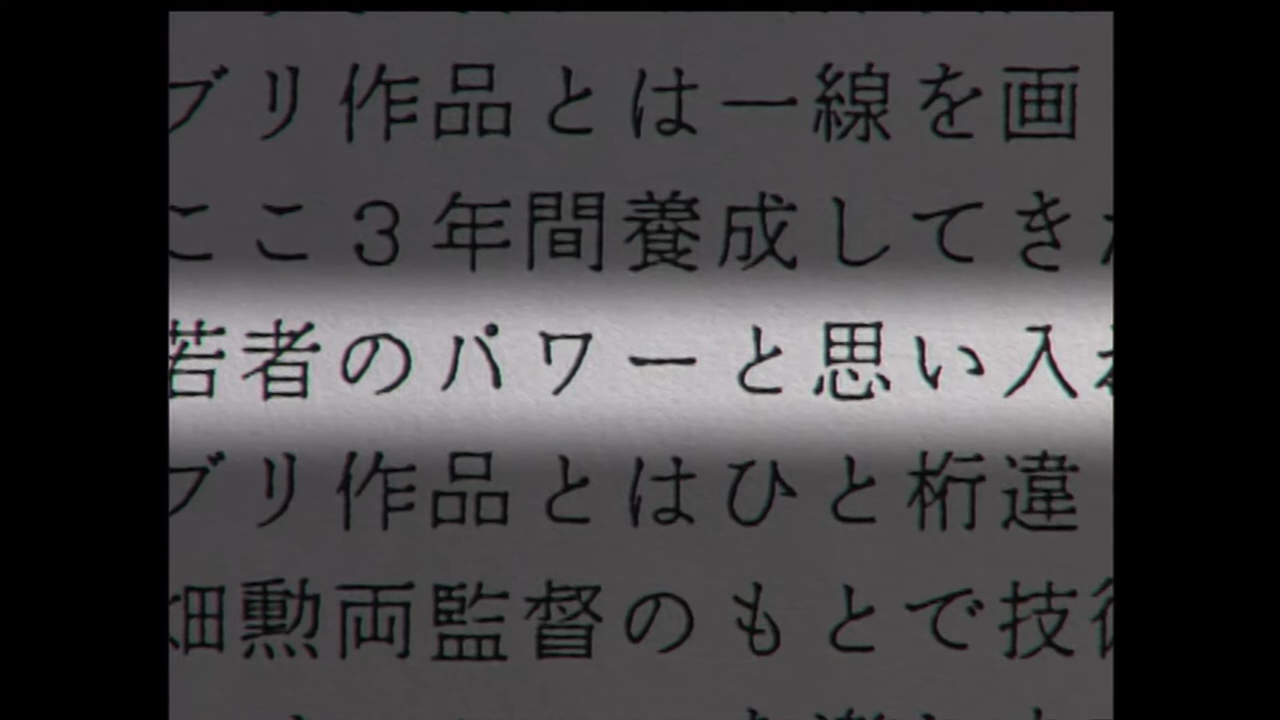 ブリ作品とは一線を画
ここ3年間養成してき
若者のパワーと思い入
ブリ作品とはひと桁違
畑勲両監督のもとで技